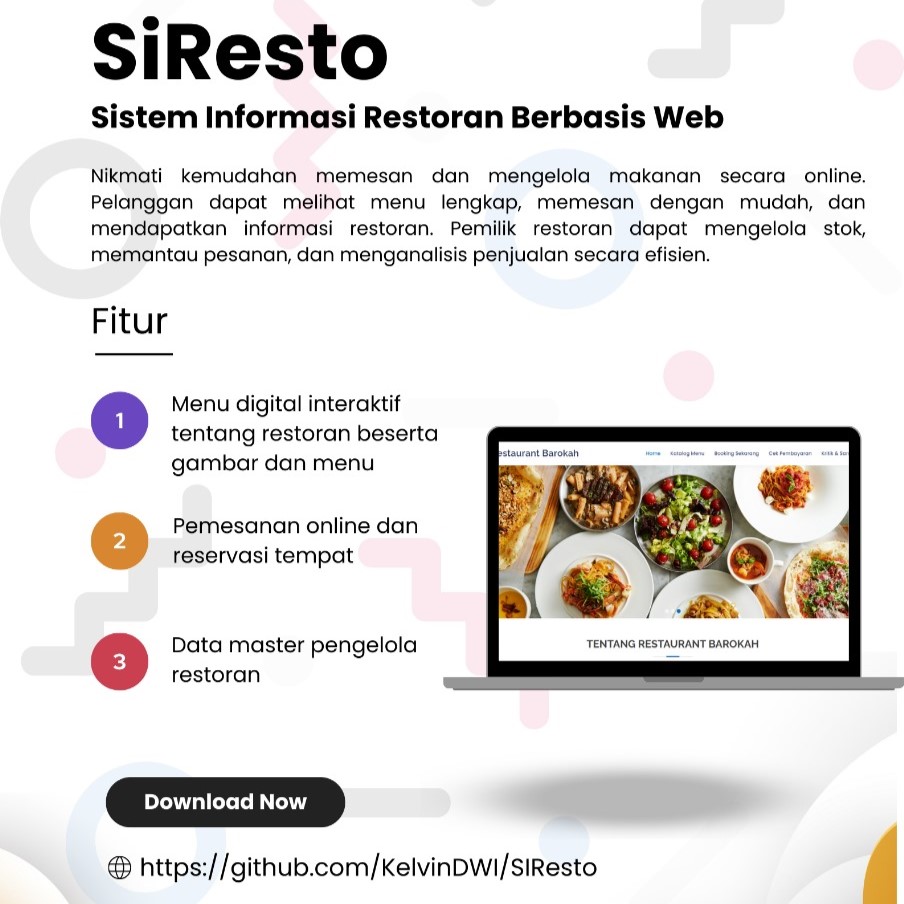 SiResto
Sistem Informasi Restoran Berbasis Web
Nikmati kemudahan memesan dan mengelola makanan secara online.
Pelanggan dapat melihat menu lengkap, memesan dengan mudah, dan
mendapatkan informasi restoran. Pemilik restoran dapat mengelola stok,
memantau pesanan, dan menganalisis penjualan secara efisien.
Fitur
1
Menu digital interaktif
tentang restoran beserta
gambar dan menu
2
Pemesanan online dan
reservasi tempat
3
Data master pengelola
restoran
estaurant Barokah Home Katalog Menu Booking Sekarang Cek Pembayaran Kritik & Sar
TENTANG RESTAURANT BAROKAH
Download Now
https://github.com/KelvinDWI/SIResto